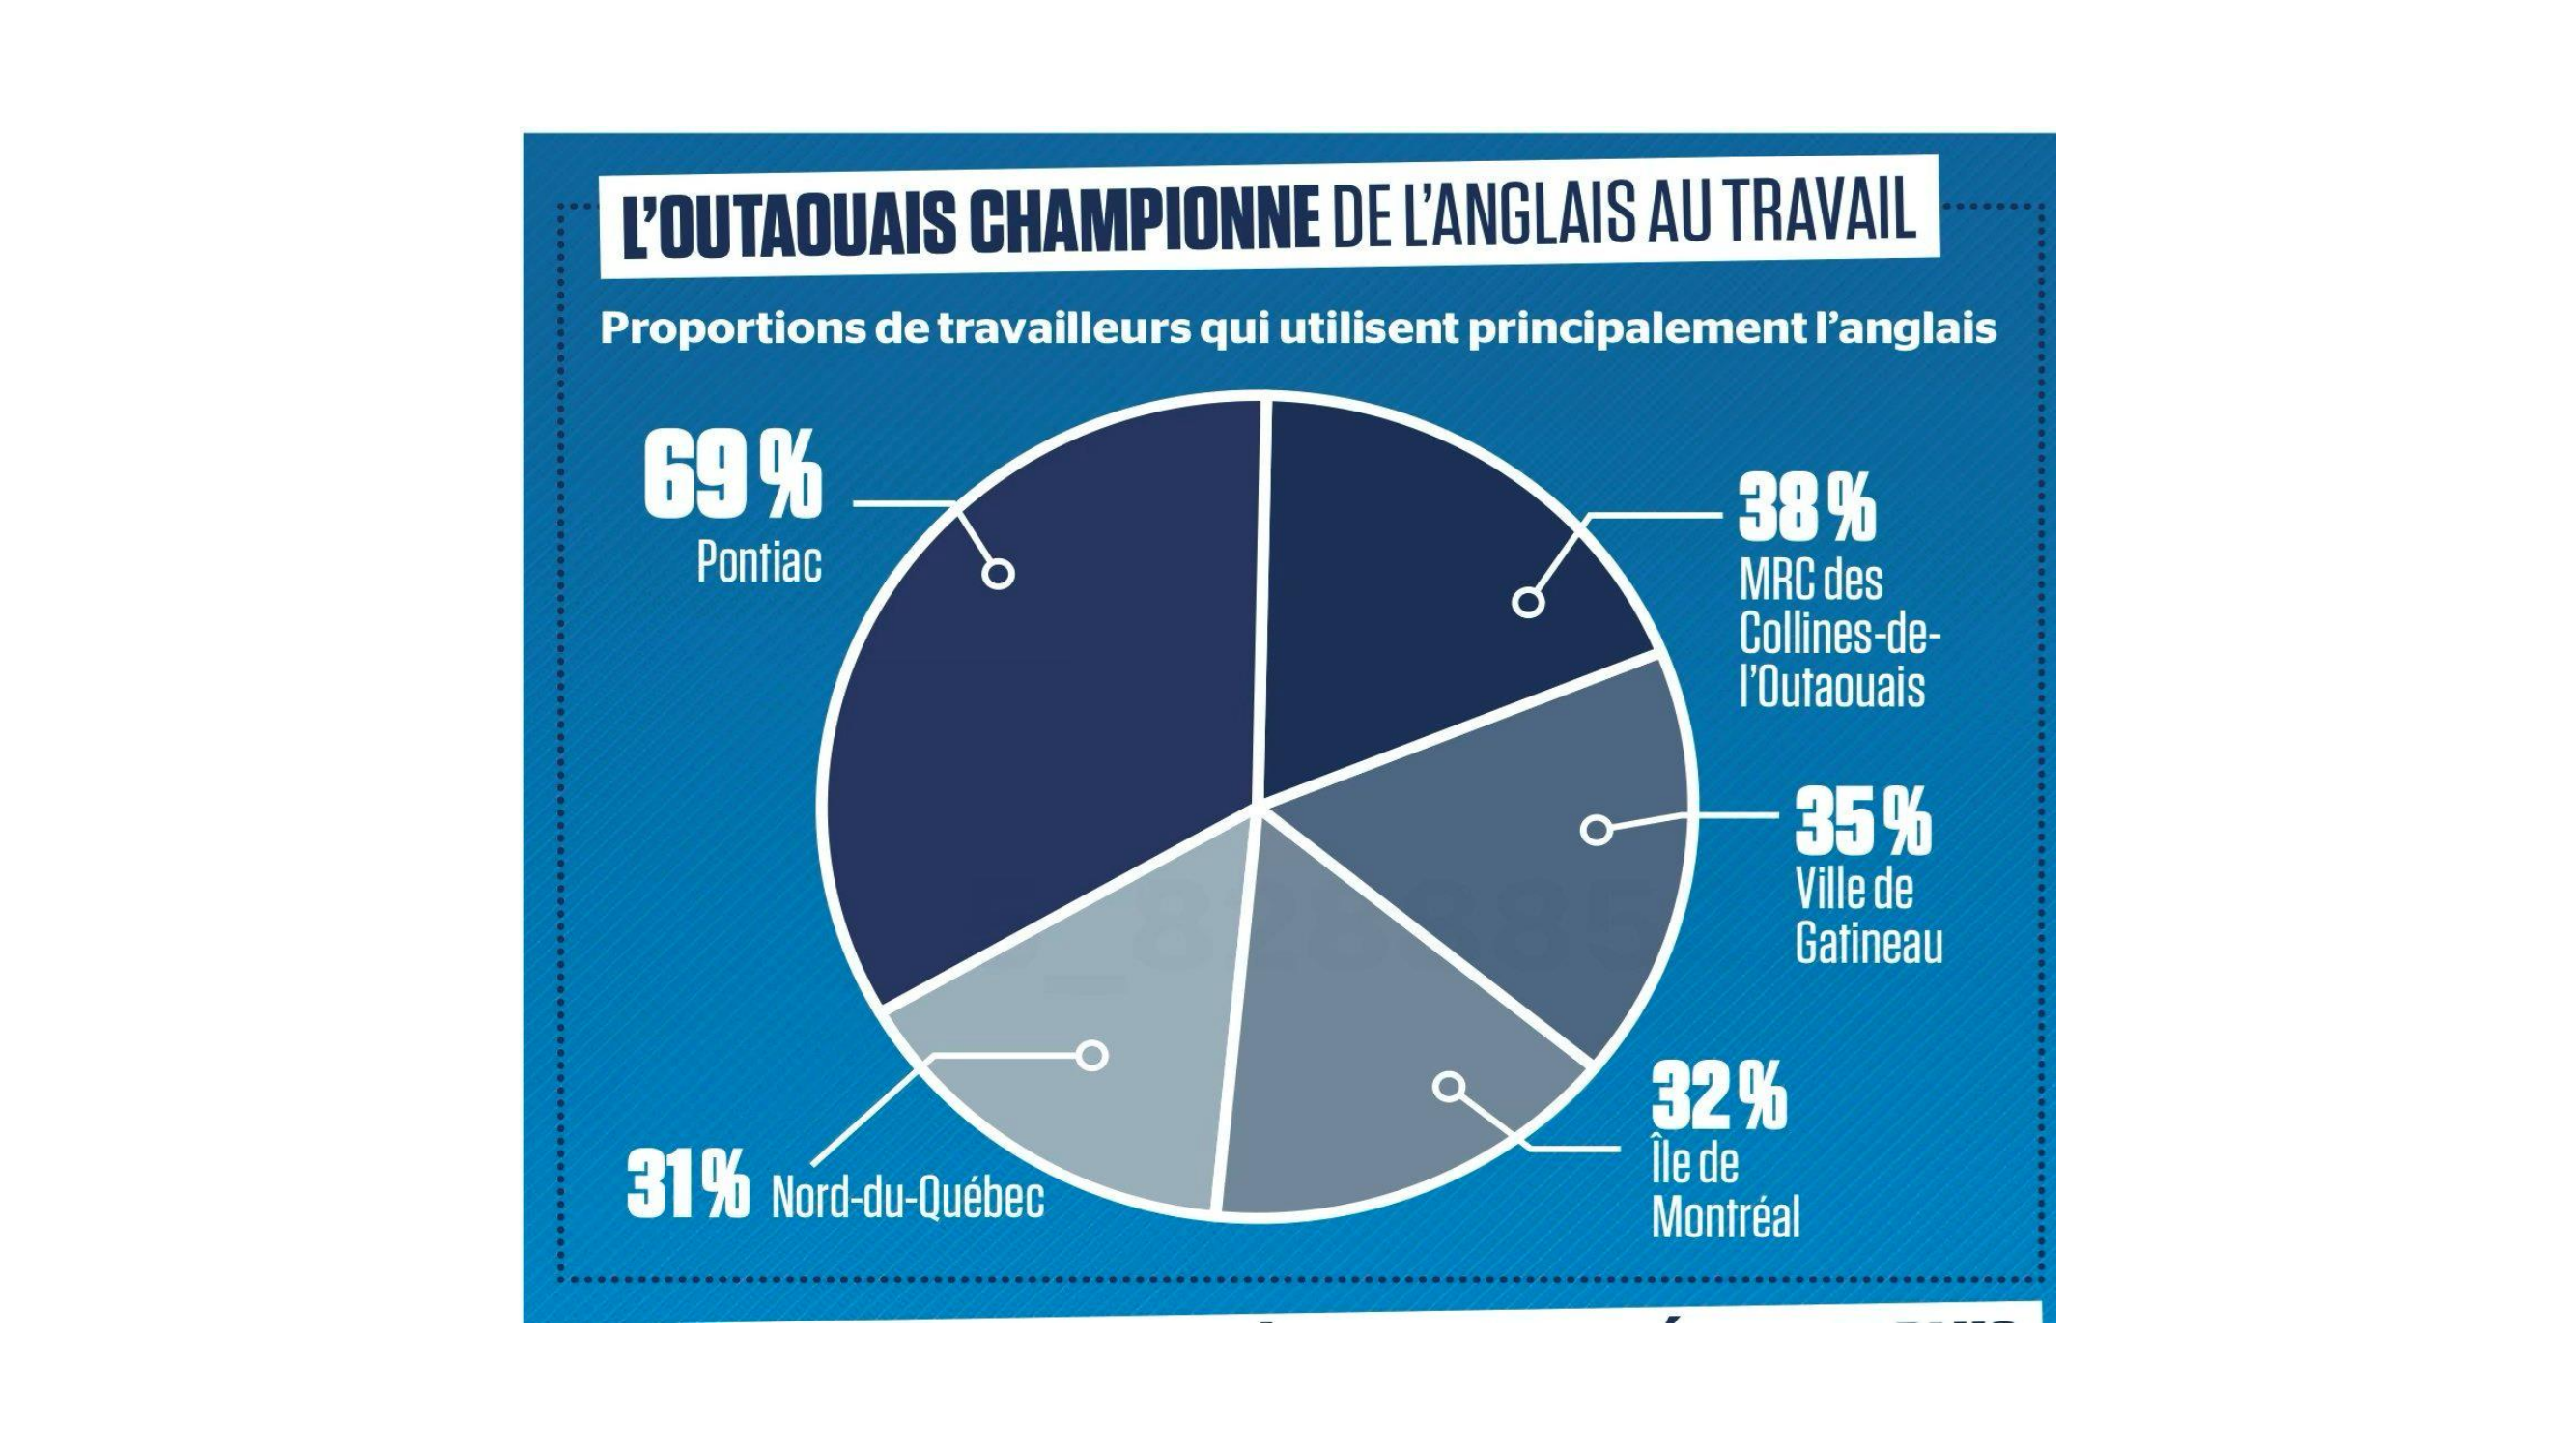 L'OUTAOUAIS CHAMPIONNE DE L'ANGLAIS AU TRAVAIL
Proportions de travailleurs qui utilisent principalement l'anglais
69 %
Pontiac
38 %
MRC des
Collines-de-
l'Outaouais
35 %
Ville de
Gatineau
32 %
Île de
Montréal
31 % Nord-du-Québec